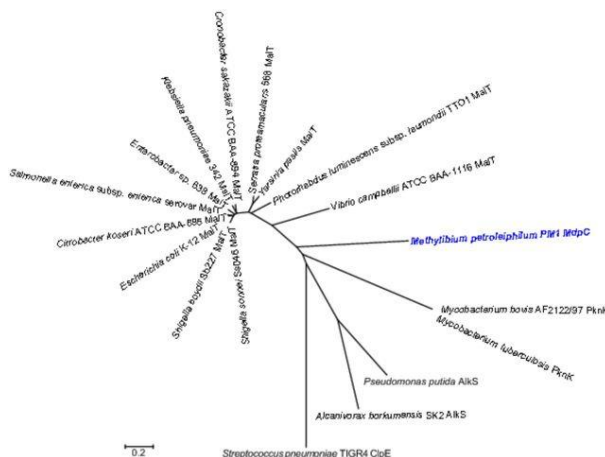 Cronobacter sakazakii ATCC BAA-894 MalT
Serratia proteamaculans 568 MalT
Klebsiella pneumoniae 342 MalT
Yersinia pestis MalT
Photorhabdus luminescens subsp. laumondii TTO1 MalT
Enterobacter sp. 638 MalT
Vibrio campbellii ATCC BAA-1116 MalT
Salmonella enterica subsp. enterica serovar MalT
Citrobacter koseri ATCC BAA-895 MalT
Methylibium petroleiphilum PM1 MdpC
Escherichia coli K-12 MalT
Shigella boydii Sb227 MalT
Shigella sonnei Ss046 MalT
Mycobacterium bovis AF2122/97 PknK
Mycobacterium tuberculosis PknK
Pseudomonas putida AlkS
Alcanivorax borkumensis SK2 AlkS
Streptococcus pneumoniae TIGR4 ClpE
0.2